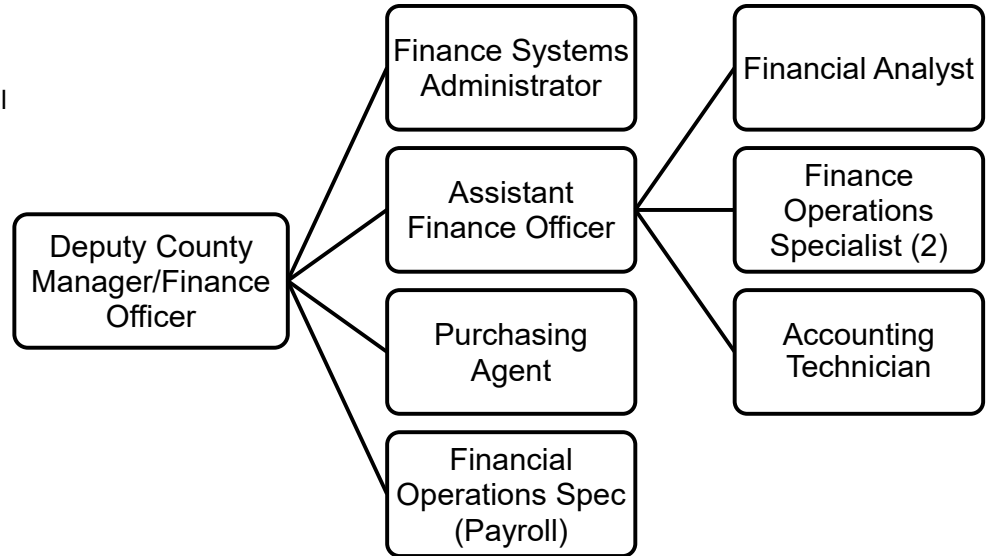 l
Deputy County
Manager/Finance
Officer
Finance Systems
Administrator
Assistant
Finance Officer
Purchasing
Agent
Financial
Operations Spec
(Payroll)
Financial Analyst
Finance
Operations
Specialist (2)
Accounting
Technician